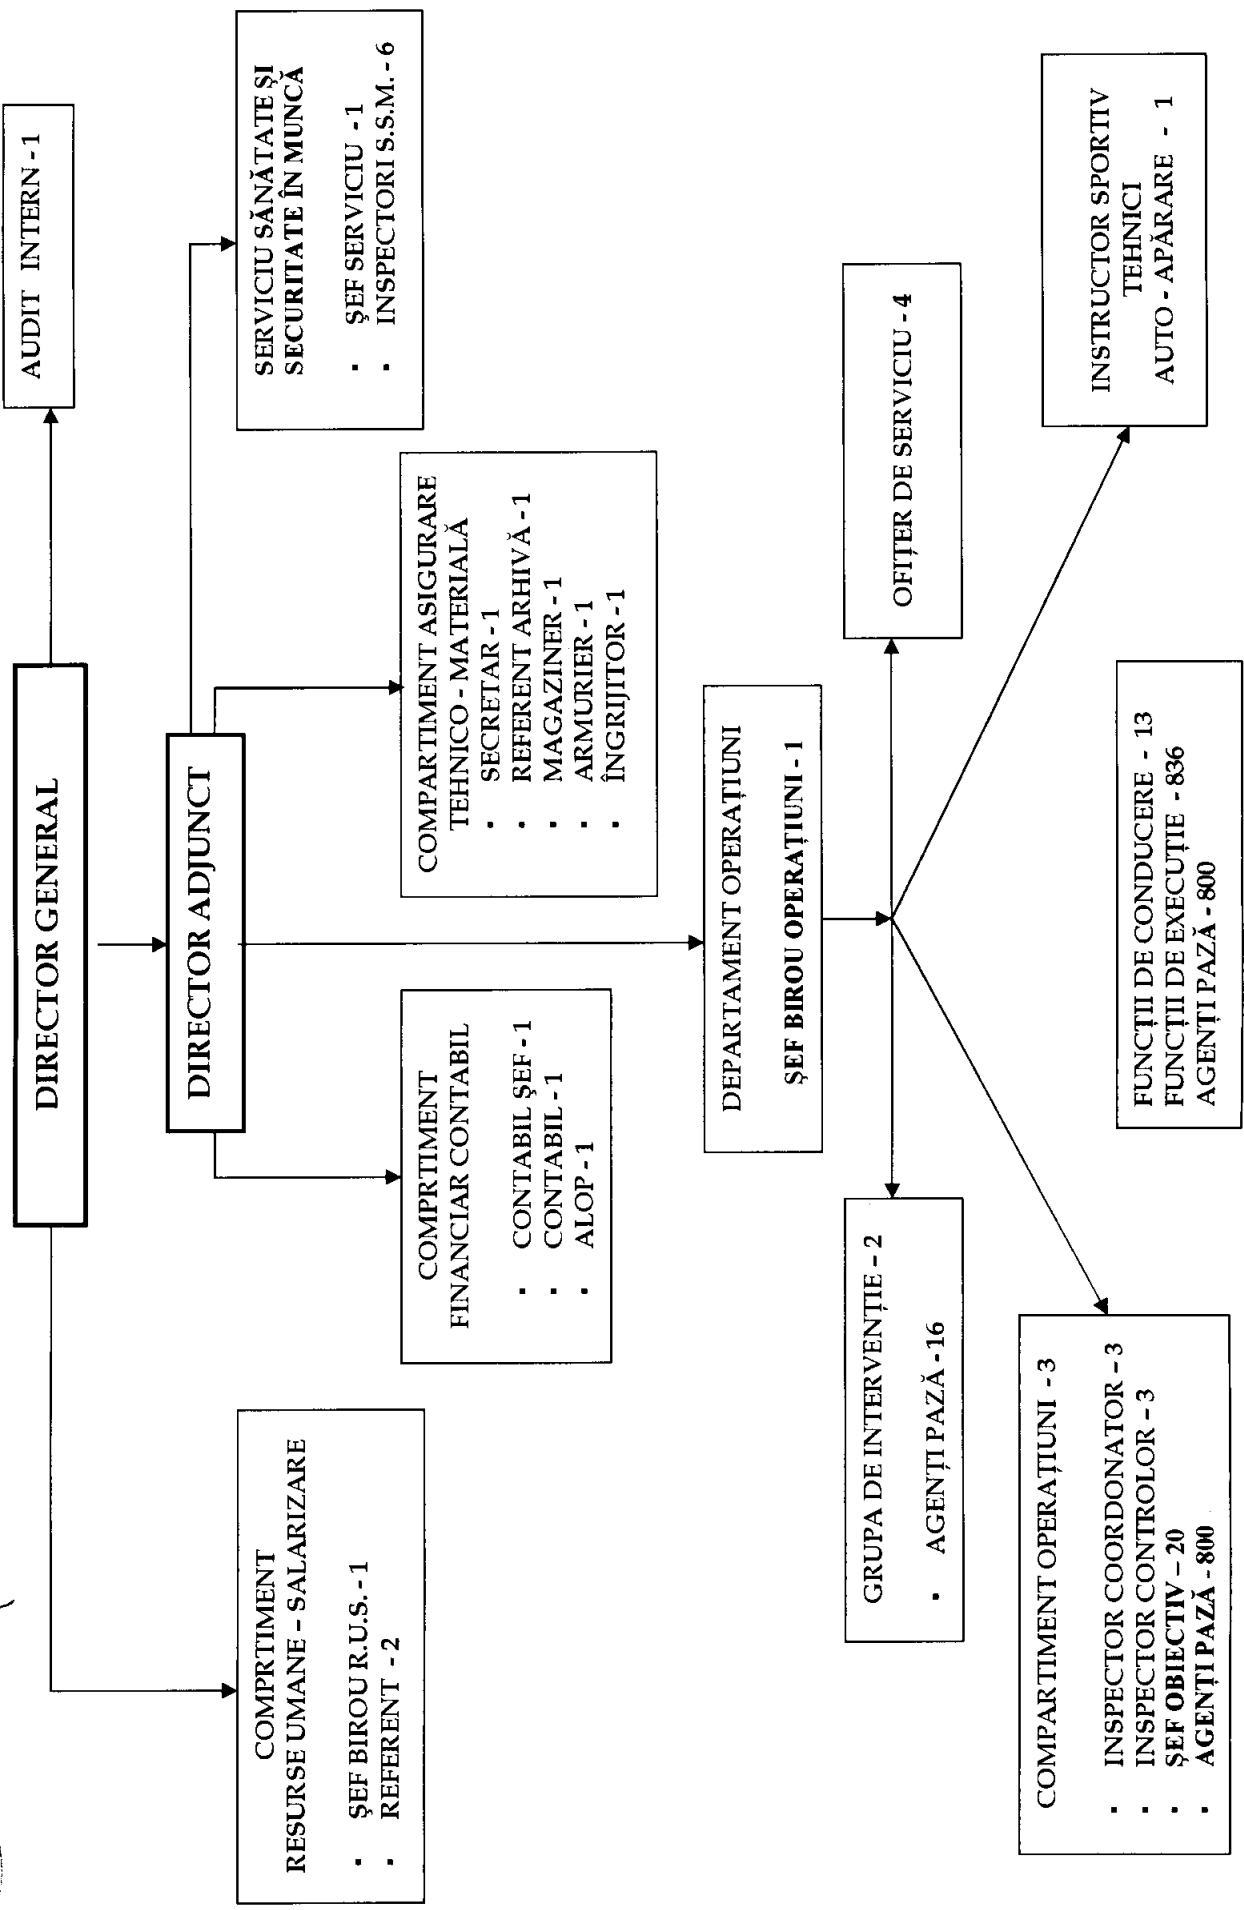 DIRECTOR GENERAL
AUDIT INTERN - 1
DIRECTOR ADJUNCT
COMPRTIMENT
RESURSE UMANE – SALARIZARE
▪ ŞEF BIROU R.U.S. - 1
▪ REFERENT - 2
COMPRTIMENT
FINANCIAR CONTABIL
▪ CONTABIL ŞEF - 1
▪ CONTABIL - 1
▪ ALOP - 1
COMPARTIMENT ASIGURARE
TEHNICO - MATERIALĂ
▪ SECRETAR - 1
▪ REFERENT ARHIVĂ - 1
▪ MAGAZINER - 1
▪ ARMURIER - 1
▪ ÎNGRIJITOR - 1
SERVICIU SĂNĂTATE ŞI
SECURITATE ÎN MUNCĂ
▪ ŞEF SERVICIU - 1
▪ INSPECTORI S.S.M. - 6
DEPARTAMENT OPERAŢIUNI
ŞEF BIROU OPERAŢIUNI - 1
GRUPA DE INTERVENŢIE – 2
▪ AGENŢI PAZĂ - 16
OFIŢER DE SERVICIU - 4
COMPARTIMENT OPERAŢIUNI - 3
▪ INSPECTOR COORDONATOR – 3
▪ INSPECTOR CONTROLOR – 3
▪ ŞEF OBIECTIV – 20
▪ AGENŢI PAZĂ - 800
INSTRUCTOR SPORTIV
TEHNICI
AUTO - APĂRARE - 1
FUNCŢII DE CONDUCERE - 13
FUNCŢII DE EXECUŢIE - 836
AGENŢI PAZĂ - 800